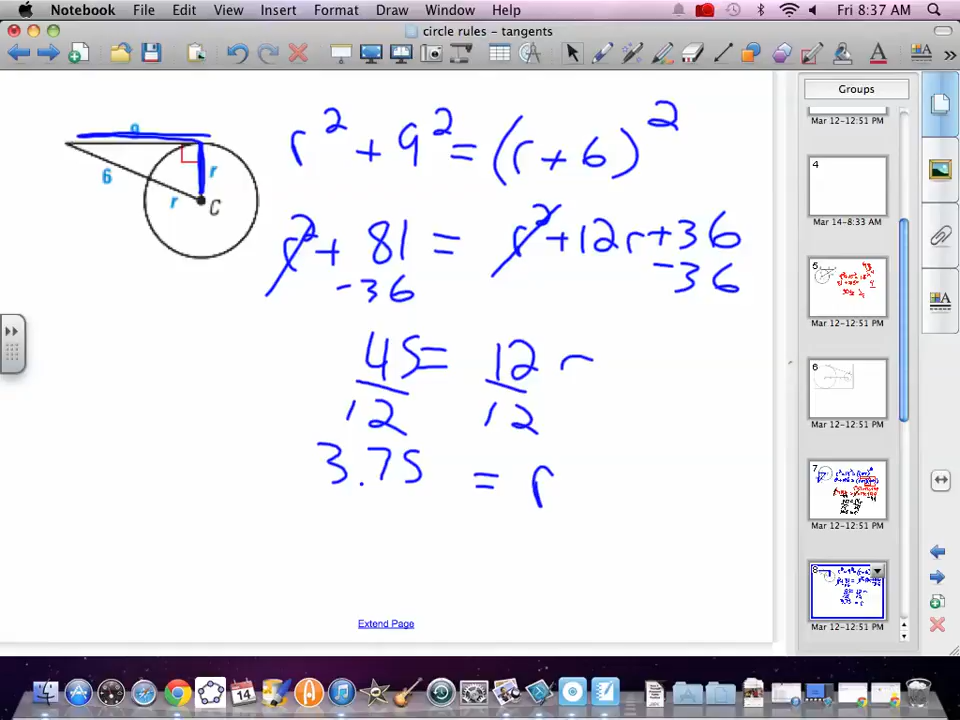 Notebook File Edit View Insert Format Draw Window Help Fri 8:37 AM
circle rules - tangents
Groups
Mar 12-12:51 PM
4
Mar 14-8:33 AM
5
Mar 12-12:51 PM
6
Mar 12-12:51 PM
7
Mar 12-12:51 PM
8
Mar 12-12:51 PM
9
6
r
r
C
r² + 9² = (r + 6)²
r² + 81 = r² + 12r + 36
-36 -36
45 = 12r
12 12
3.75 = r
Extend Page
14